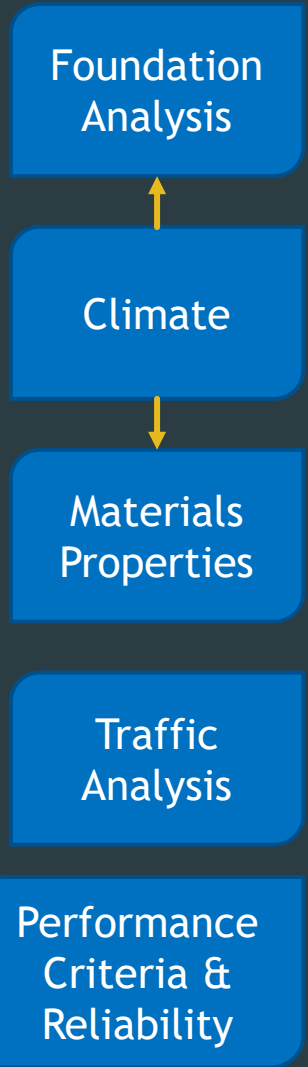 Foundation
Analysis
Climate
Materials
Properties
Traffic
Analysis
Performance
Criteria &
Reliability